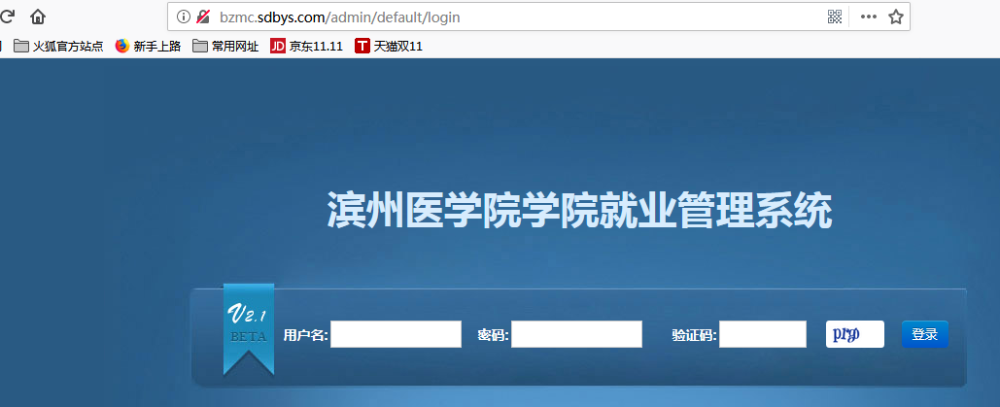 bzmc.sdbys.com/admin/default/login
火狐官方站点 新手上路 常用网址 JD 京东11.11 T 天猫双11
滨州医学院学院就业管理系统
V2.1
BETA
用户名: 密码: 验证码: 登录